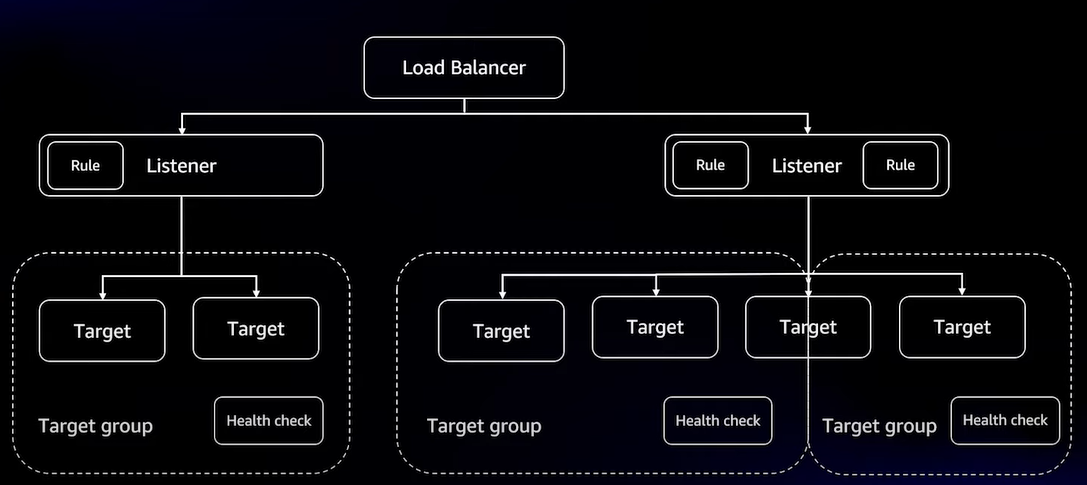 Load Balancer
Rule
Listener
Rule
Listener
Rule
Target
Target
Target
Target
Target
Target
Target group
Health check
Target group
Health check
Target group
Health check